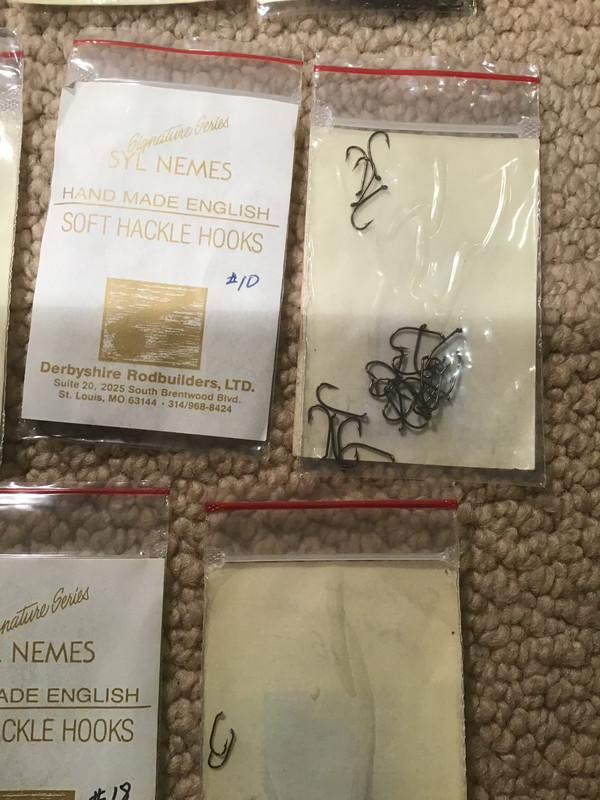 Signature Series
SYL NEMES
HAND MADE ENGLISH
SOFT HACKLE HOOKS
#10
Derbyshire Rodbuilders, LTD.
Suite 20, 2025 South Brentwood Blvd.
St. Louis, MO 63144 · 314/968-8424
nature Series
L NEMES
ADE ENGLISH
CKLE HOOKS
#18